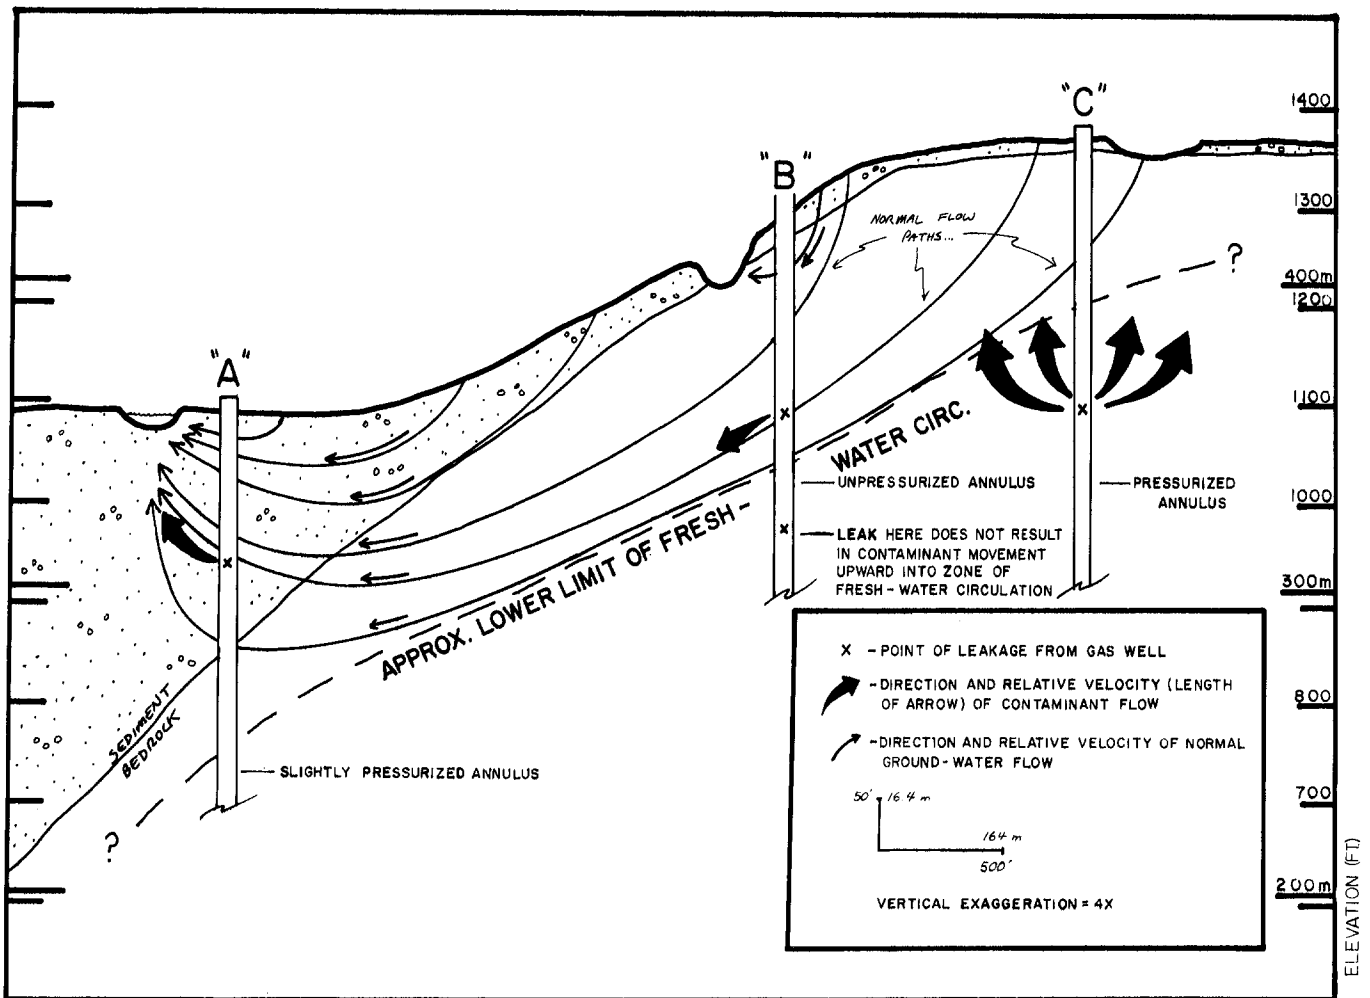 "C"
1400
"B"
1300
NORMAL FLOW
PATHS...
?
400m
1200
"A"
1100
WATER CIRC.
UNPRESSURIZED ANNULUS
PRESSURIZED
ANNULUS
1000
LEAK HERE DOES NOT RESULT
IN CONTAMINANT MOVEMENT
UPWARD INTO ZONE OF
FRESH-WATER CIRCULATION
300m
APPROX. LOWER LIMIT OF FRESH-
X - POINT OF LEAKAGE FROM GAS WELL
- DIRECTION AND RELATIVE VELOCITY (LENGTH
OF ARROW) OF CONTAMINANT FLOW
- DIRECTION AND RELATIVE VELOCITY OF NORMAL
GROUND-WATER FLOW
800
SEDIMENT
BEDROCK
SLIGHTLY PRESSURIZED ANNULUS
700
50' 16.4 m
164 m
500'
?
VERTICAL EXAGGERATION = 4X
200m
ELEVATION (FT)